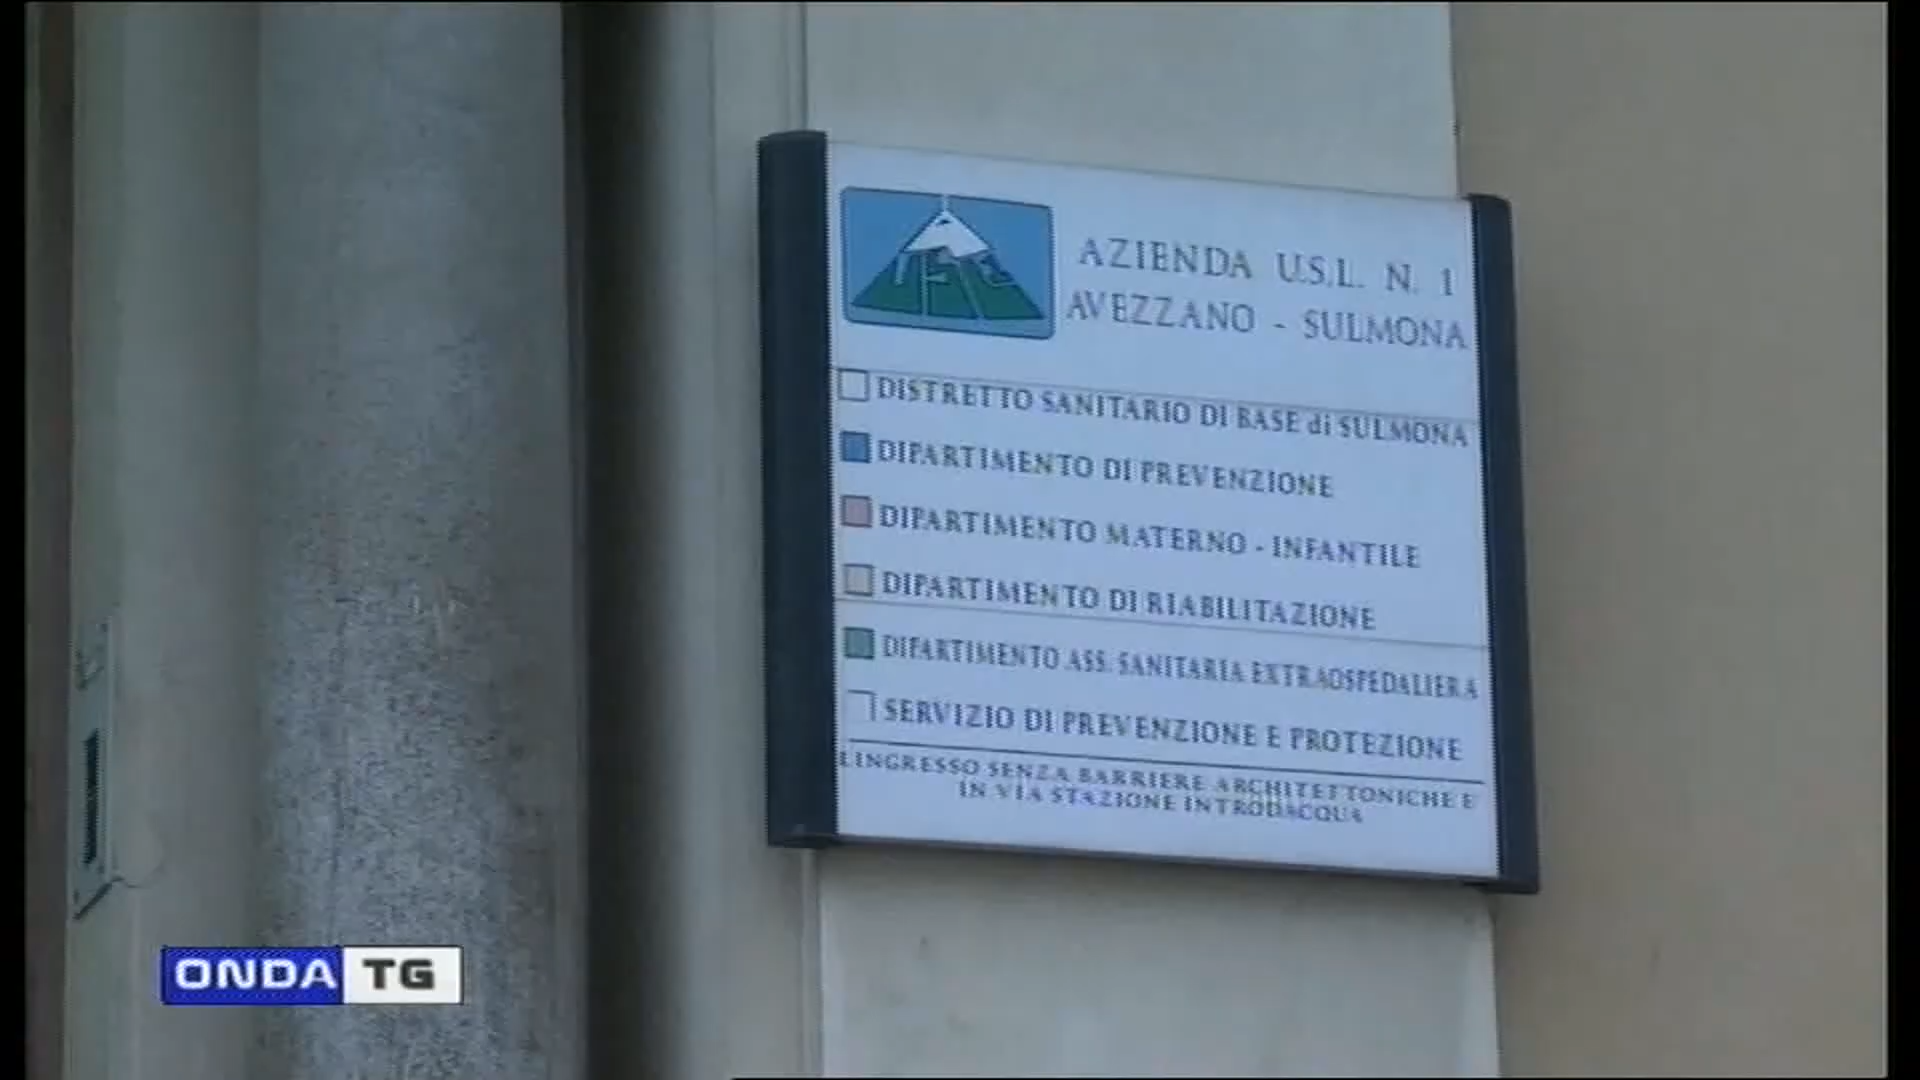 AZIENDA U.S.L. N. 1
AVEZZANO - SULMONA
DISTRETTO SANITARIO DI BASE di SULMONA
DIPARTIMENTO DI PREVENZIONE
DIPARTIMENTO MATERNO - INFANTILE
DIPARTIMENTO DI RIABILITAZIONE
DIPARTIMENTO ASS. SANITARIA EXTRAOSPEDALIERA
SERVIZIO DI PREVENZIONE E PROTEZIONE
L'INGRESSO SENZA BARRIERE ARCHITETTONICHE E
IN VIA STAZIONE INTRODACQUA
ONDA TG